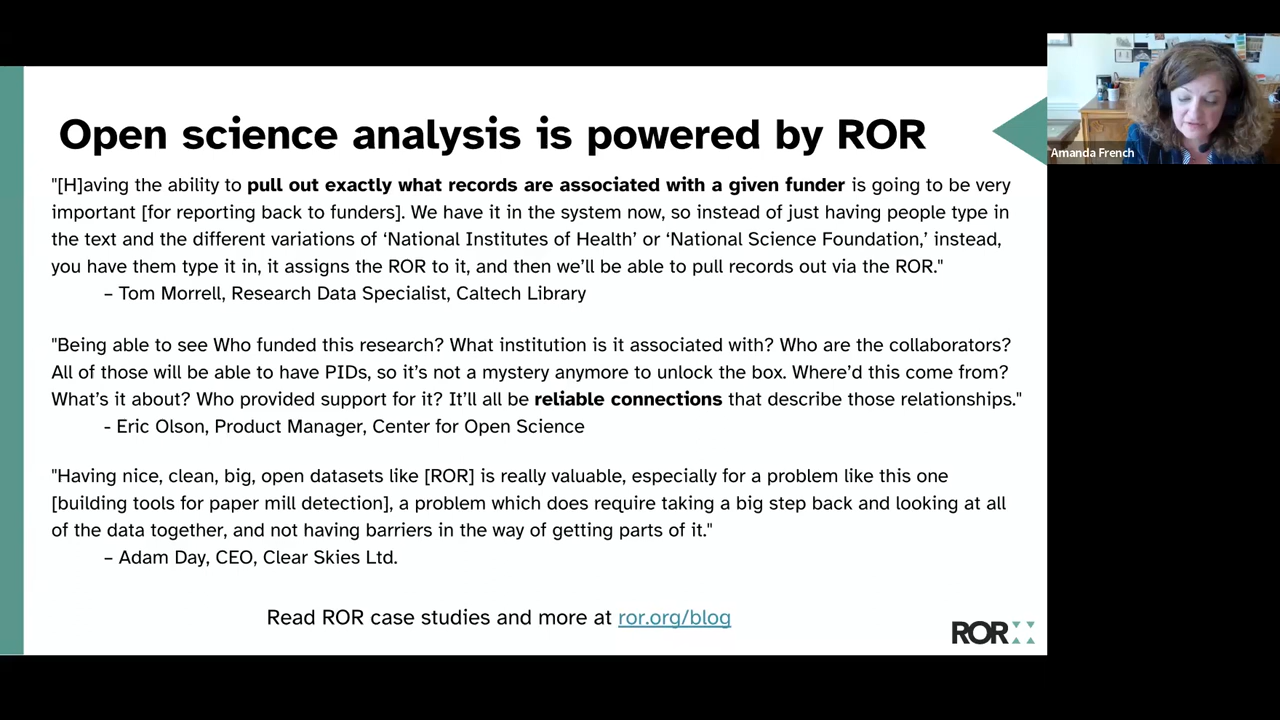 Open science analysis is powered by ROR
"[H]aving the ability to pull out exactly what records are associated with a given funder is going to be very
important [for reporting back to funders]. We have it in the system now, so instead of just having people type in
the text and the different variations of ‘National Institutes of Health’ or ‘National Science Foundation,’ instead,
you have them type it in, it assigns the ROR to it, and then we’ll be able to pull records out via the ROR."
– Tom Morrell, Research Data Specialist, Caltech Library
"Being able to see Who funded this research? What institution is it associated with? Who are the collaborators?
All of those will be able to have PIDs, so it’s not a mystery anymore to unlock the box. Where’d this come from?
What’s it about? Who provided support for it? It’ll all be reliable connections that describe those relationships."
- Eric Olson, Product Manager, Center for Open Science
"Having nice, clean, big, open datasets like [ROR] is really valuable, especially for a problem like this one
[building tools for paper mill detection], a problem which does require taking a big step back and looking at all
of the data together, and not having barriers in the way of getting parts of it."
– Adam Day, CEO, Clear Skies Ltd.
Read ROR case studies and more at ror.org/blog
ROR
Amanda French